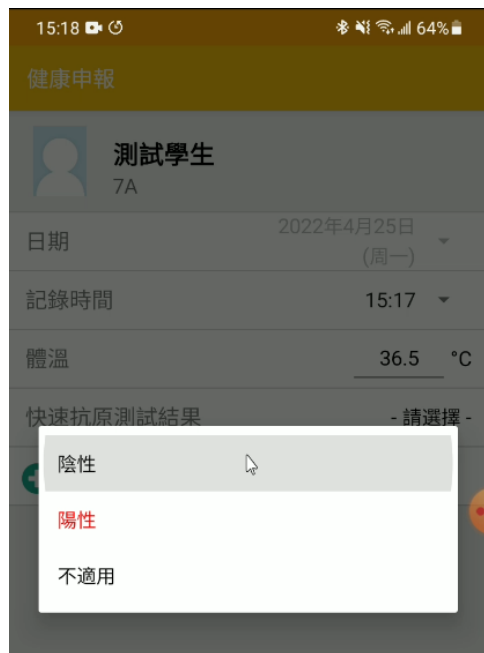 15:18 64%
健康申報
測試學生
7A
日期 2022年4月25日
(周一)
記錄時間 15:17
體溫 36.5 °C
快速抗原測試結果 - 請選擇 -
陰性
陽性
不適用